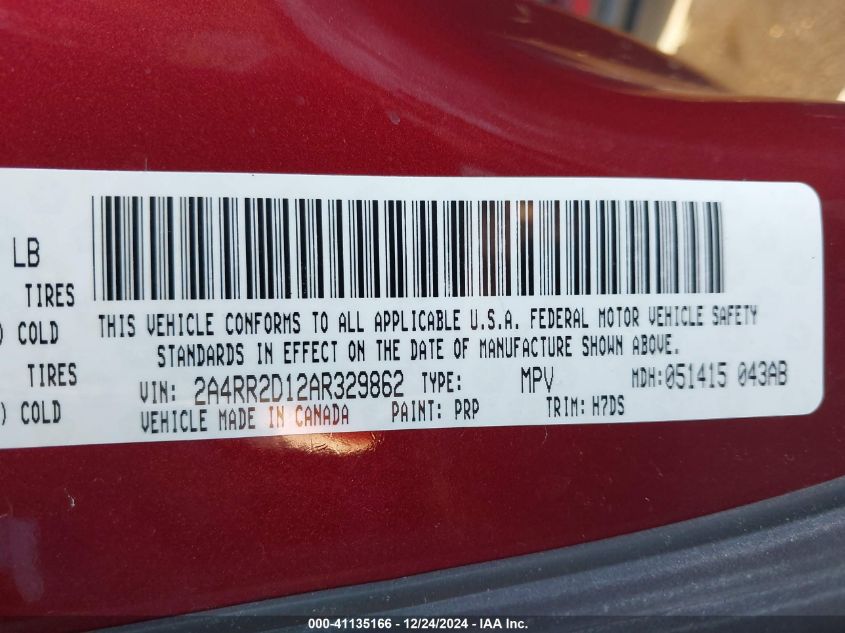 LB
TIRES
) COLD
TIRES
) COLD
THIS VEHICLE CONFORMS TO ALL APPLICABLE U.S.A. FEDERAL MOTOR VEHICLE SAFETY
STANDARDS IN EFFECT ON THE DATE OF MANUFACTURE SHOWN ABOVE.
VIN: 2A4RR2D12AR329862 TYPE: MPV MDH:051415 043AB
VEHICLE MADE IN CANADA PAINT: PRP TRIM: H7DS
000-41135166 - 12/24/2024 - IAA Inc.